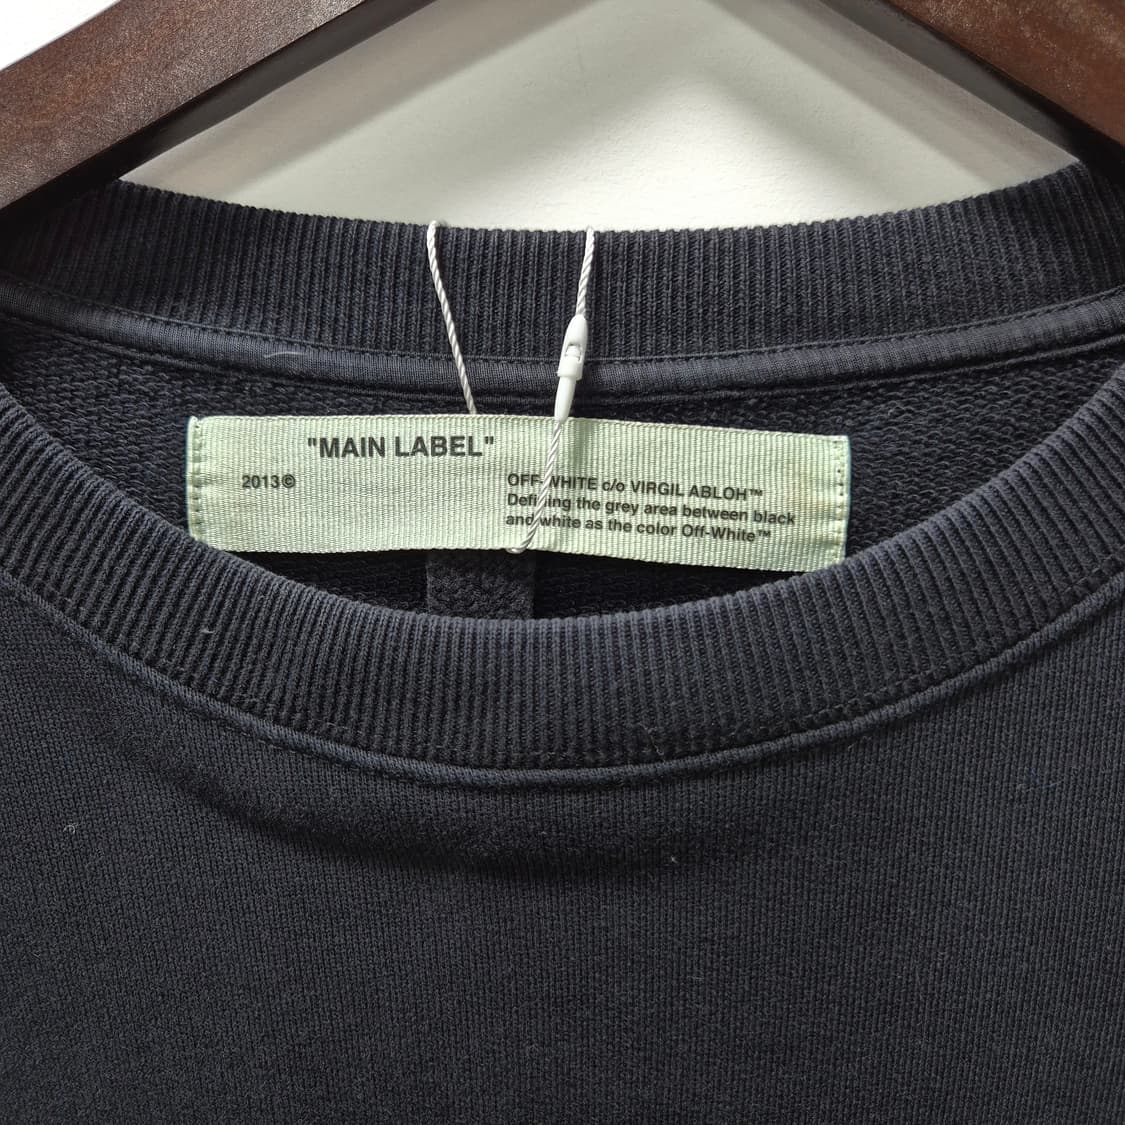 "MAIN LABEL"
2013©
OFF-WHITE c/o VIRGIL ABLOH™
Defining the grey area between black
and white as the color Off-White™